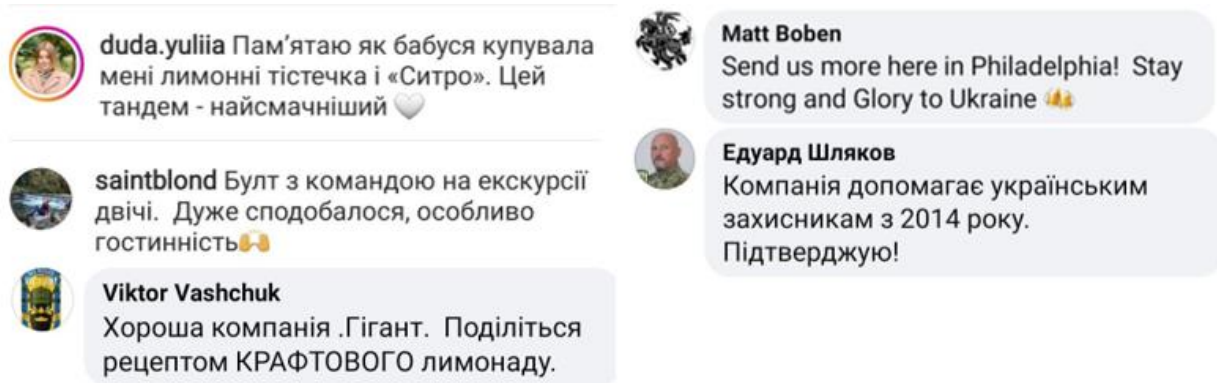 duda.yuliia Пам’ятаю як бабуся купувала
мені лимонні тістечка і «Ситро». Цей
тандем - найсмачніший 🤍
saintblond Булт з командою на екскурсії
двічі.  Дуже сподобалося, особливо
гостинність🙌
Viktor Vashchuk
Хороша компанія .Гігант.  Поділіться
рецептом КРАФТОВОГО лимонаду.
Matt Boben
Send us more here in Philadelphia!  Stay
strong and Glory to Ukraine 🍻
Едуард Шляков
Компанія допомагає українським
захисникам з 2014 року.
Підтверджую!